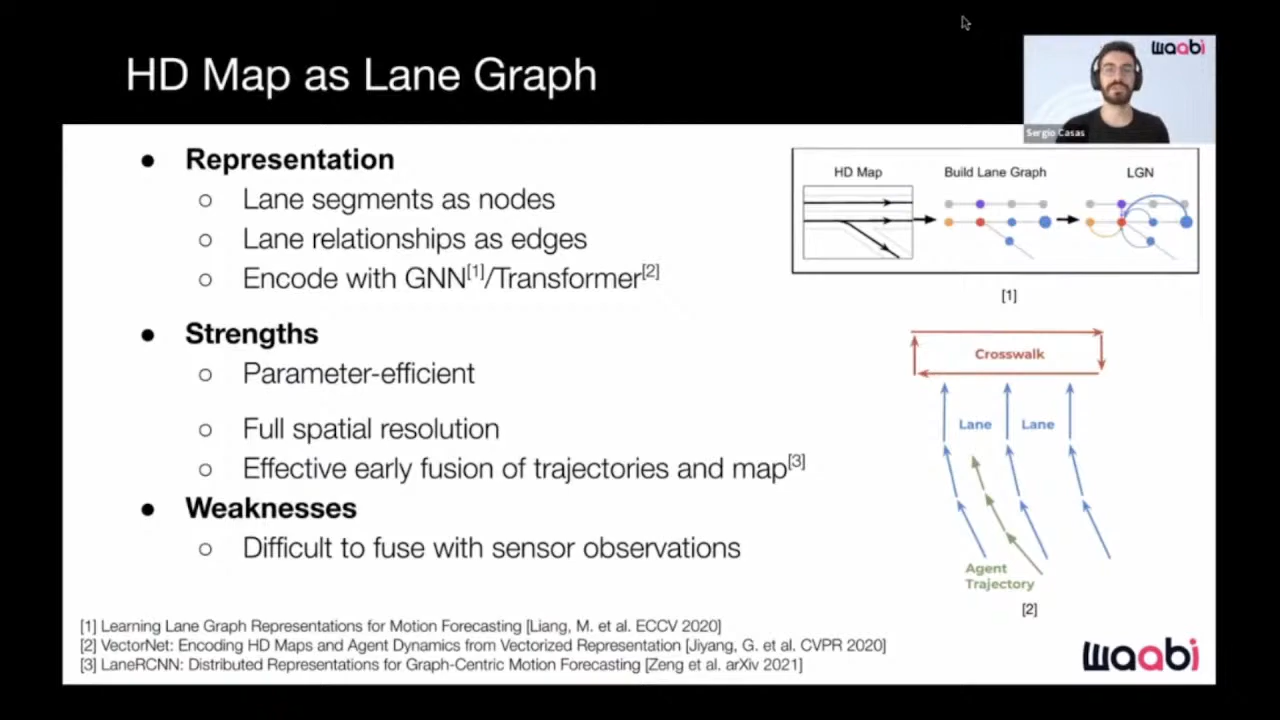 HD Map as Lane Graph
waabi
Sergio Casas
● Representation
○ Lane segments as nodes
○ Lane relationships as edges
○ Encode with GNN[1]/Transformer[2]
● Strengths
○ Parameter-efficient
○ Full spatial resolution
○ Effective early fusion of trajectories and map[3]
● Weaknesses
○ Difficult to fuse with sensor observations
HD Map
Build Lane Graph
LGN
[1]
Crosswalk
Lane
Lane
Agent
Trajectory
[2]
[1] Learning Lane Graph Representations for Motion Forecasting [Liang, M. et al. ECCV 2020]
[2] VectorNet: Encoding HD Maps and Agent Dynamics from Vectorized Representation [Jiyang, G. et al. CVPR 2020]
[3] LaneRCNN: Distributed Representations for Graph-Centric Motion Forecasting [Zeng et al. arXiv 2021]
waabi